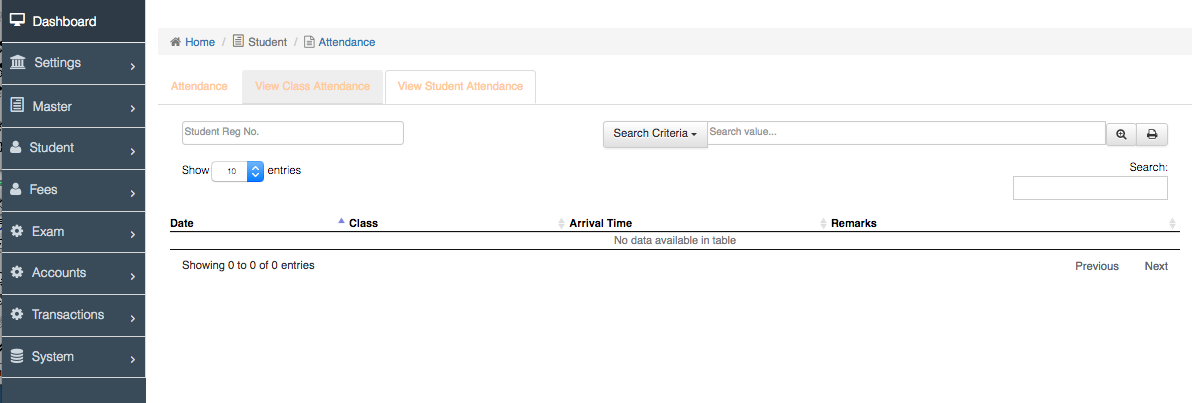 Dashboard
Settings
Master
Student
Fees
Exam
Accounts
Transactions
System
Home / Student / Attendance
Attendance View Class Attendance View Student Attendance
Student Reg No. Search Criteria Search value...
Show 10 entries Search:
Date Class Arrival Time Remarks
No data available in table
Showing 0 to 0 of 0 entries Previous Next